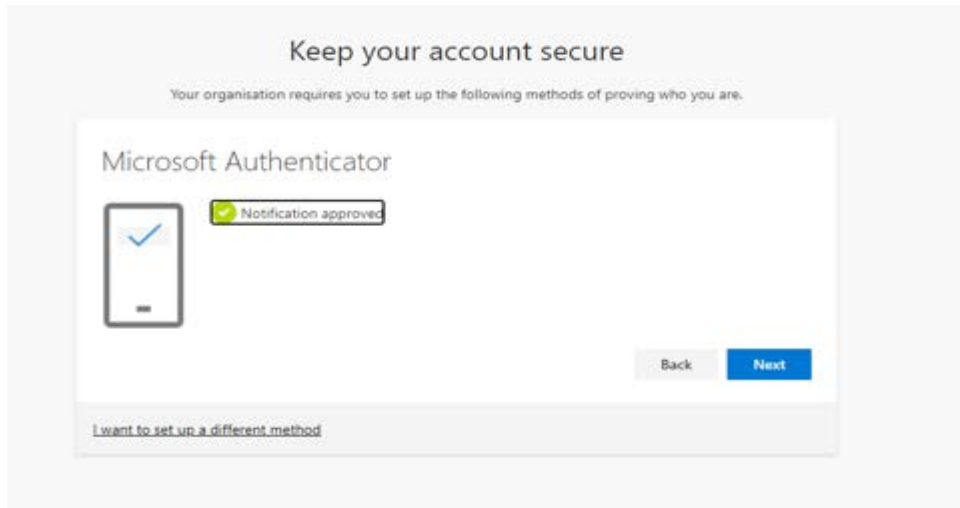 Keep your account secure
Your organisation requires you to set up the following methods of proving who you are.
Microsoft Authenticator
Notification approved
Back Next
I want to set up a different method